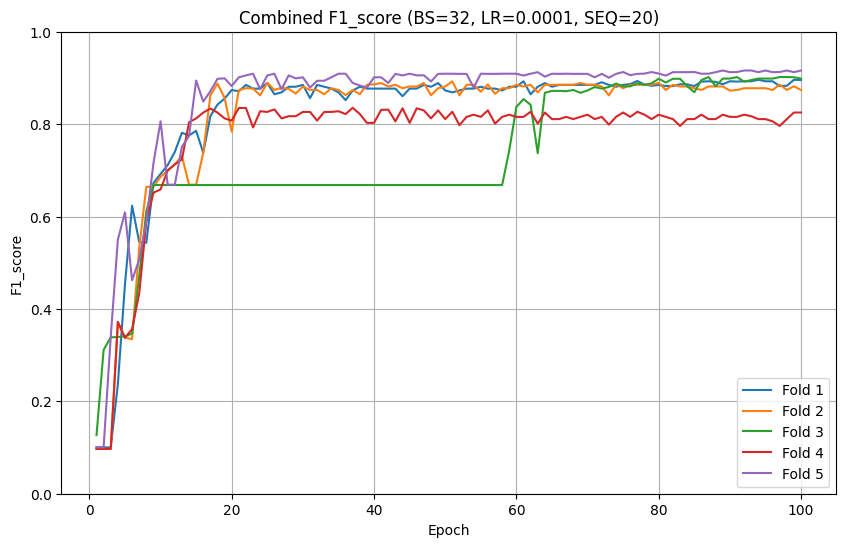 Combined F1_score (BS=32, LR=0.0001, SEQ=20)
1.0
0.8
0.6
0.4
0.2
0.0
F1_score
0 20 40 60 80 100
Epoch
Fold 1
Fold 2
Fold 3
Fold 4
Fold 5